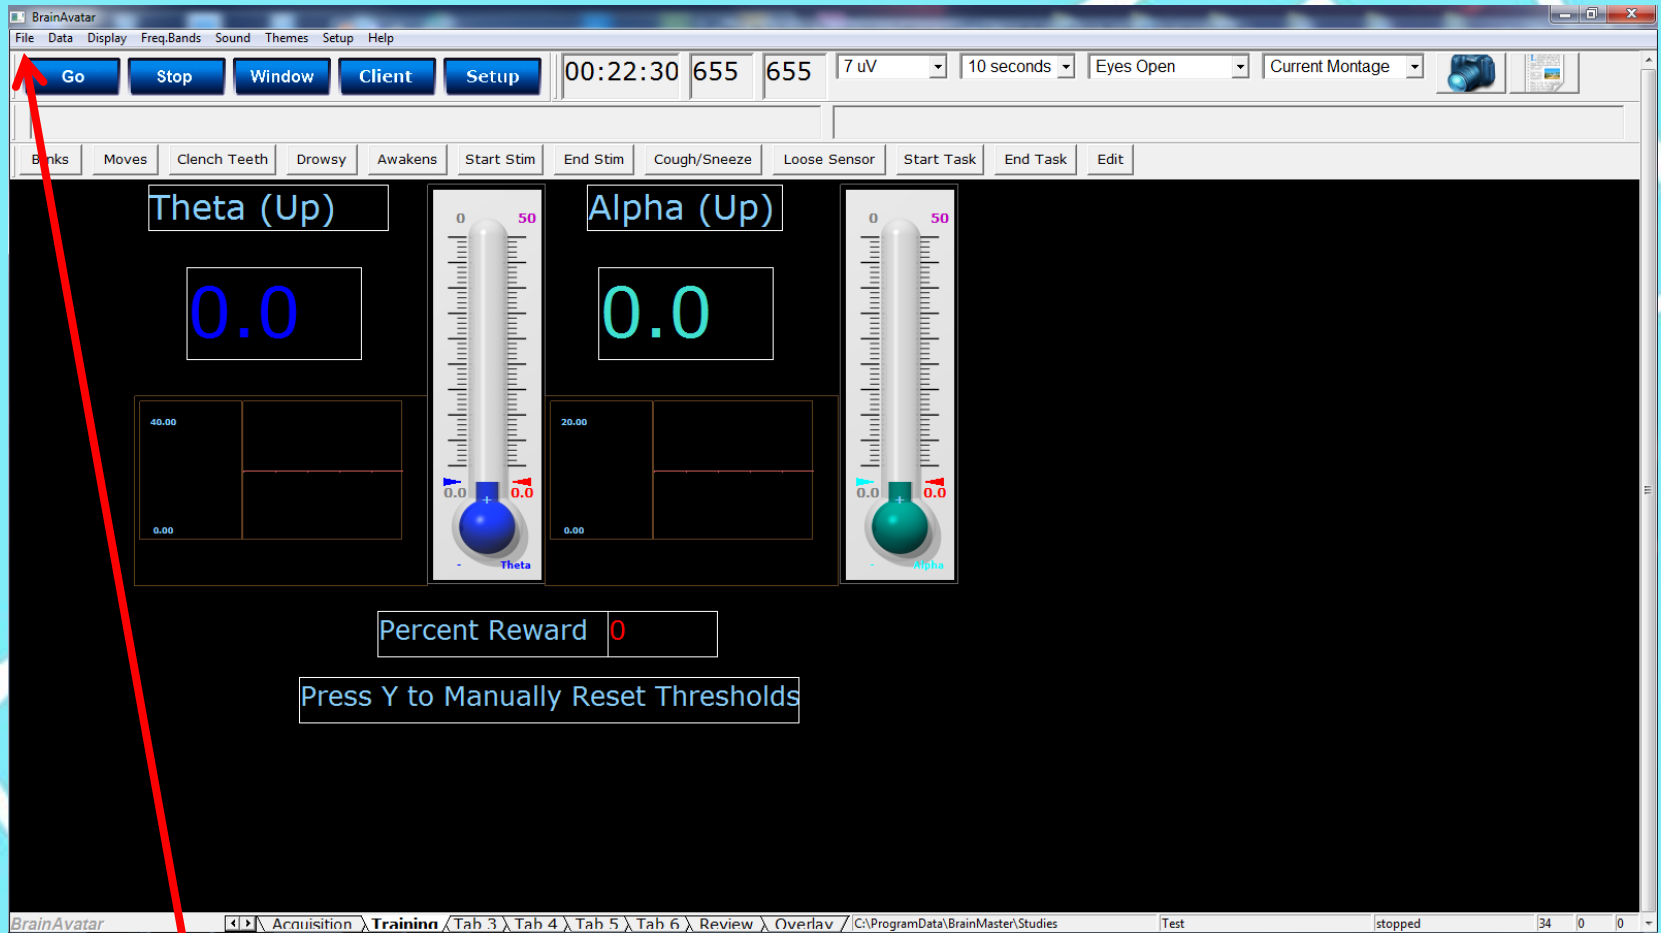 BrainAvatar
File Data Display Freq.Bands Sound Themes Setup Help
Go Stop Window Client Setup 00:22:30 655 655 7 uV 10 seconds Eyes Open Current Montage
Moves Clench Teeth Drowsy Awakens Start Stim End Stim Cough/Sneeze Loose Sensor Start Task End Task Edit
Theta (Up) 0 50 Alpha (Up) 0 50
0.0 0.0
40.00 20.00
0.0 0.0 0.0 0.0
0.00 0.00
- Theta - Alpha
Percent Reward 0
Press Y to Manually Reset Thresholds
BrainAvatar Acquisition Training Tab 3 Tab 4 Tab 5 Tab 6 Review Overlay C:\ProgramData\BrainMaster\Studies Test stopped 34 0 0